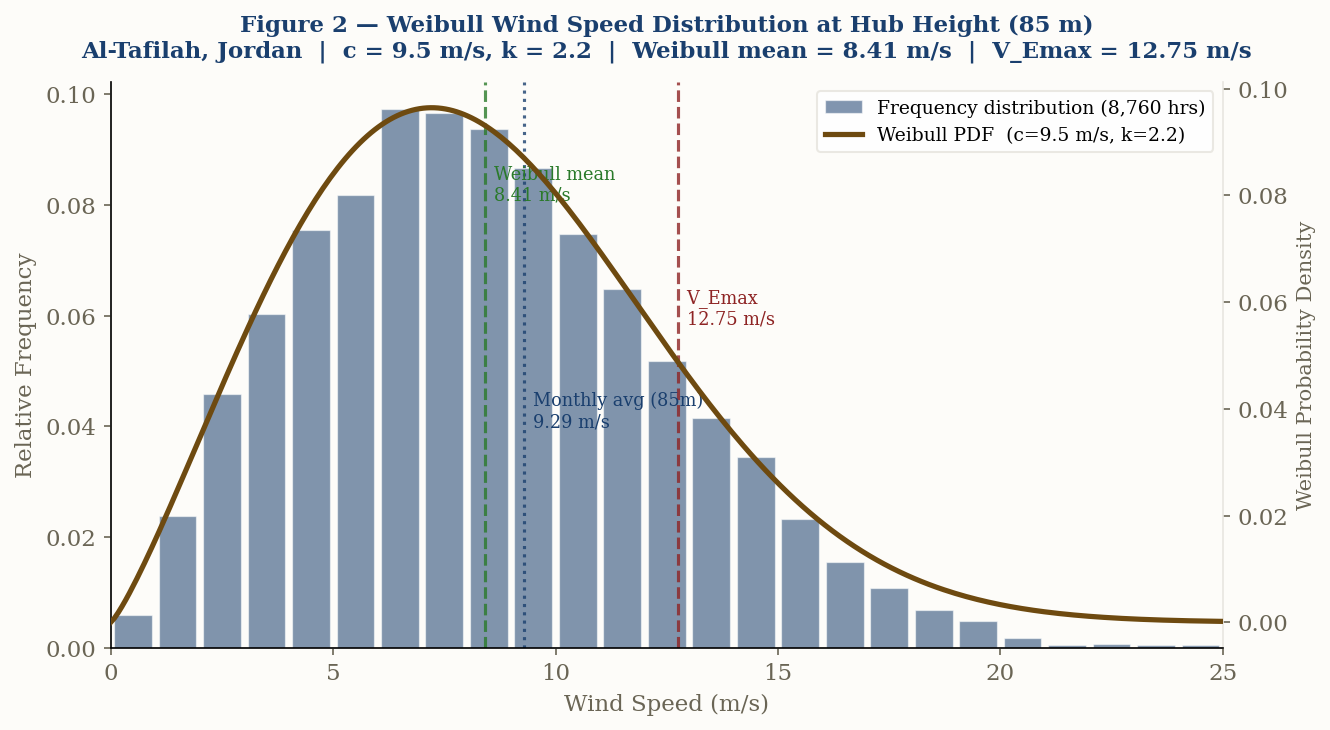 Figure 2 — Weibull Wind Speed Distribution at Hub Height (85 m)
Al-Tafilah, Jordan | c = 9.5 m/s, k = 2.2 | Weibull mean = 8.41 m/s | V_Emax = 12.75 m/s
Frequency distribution (8,760 hrs)
Weibull PDF (c=9.5 m/s, k=2.2)
Weibull mean
8.41 m/s
V_Emax
12.75 m/s
Monthly avg (85m)
9.29 m/s
Relative Frequency
0.10
0.08
0.06
0.04
0.02
0.00
Weibull Probability Density
0.10
0.08
0.06
0.04
0.02
0.00
0
5
10
15
20
25
Wind Speed (m/s)